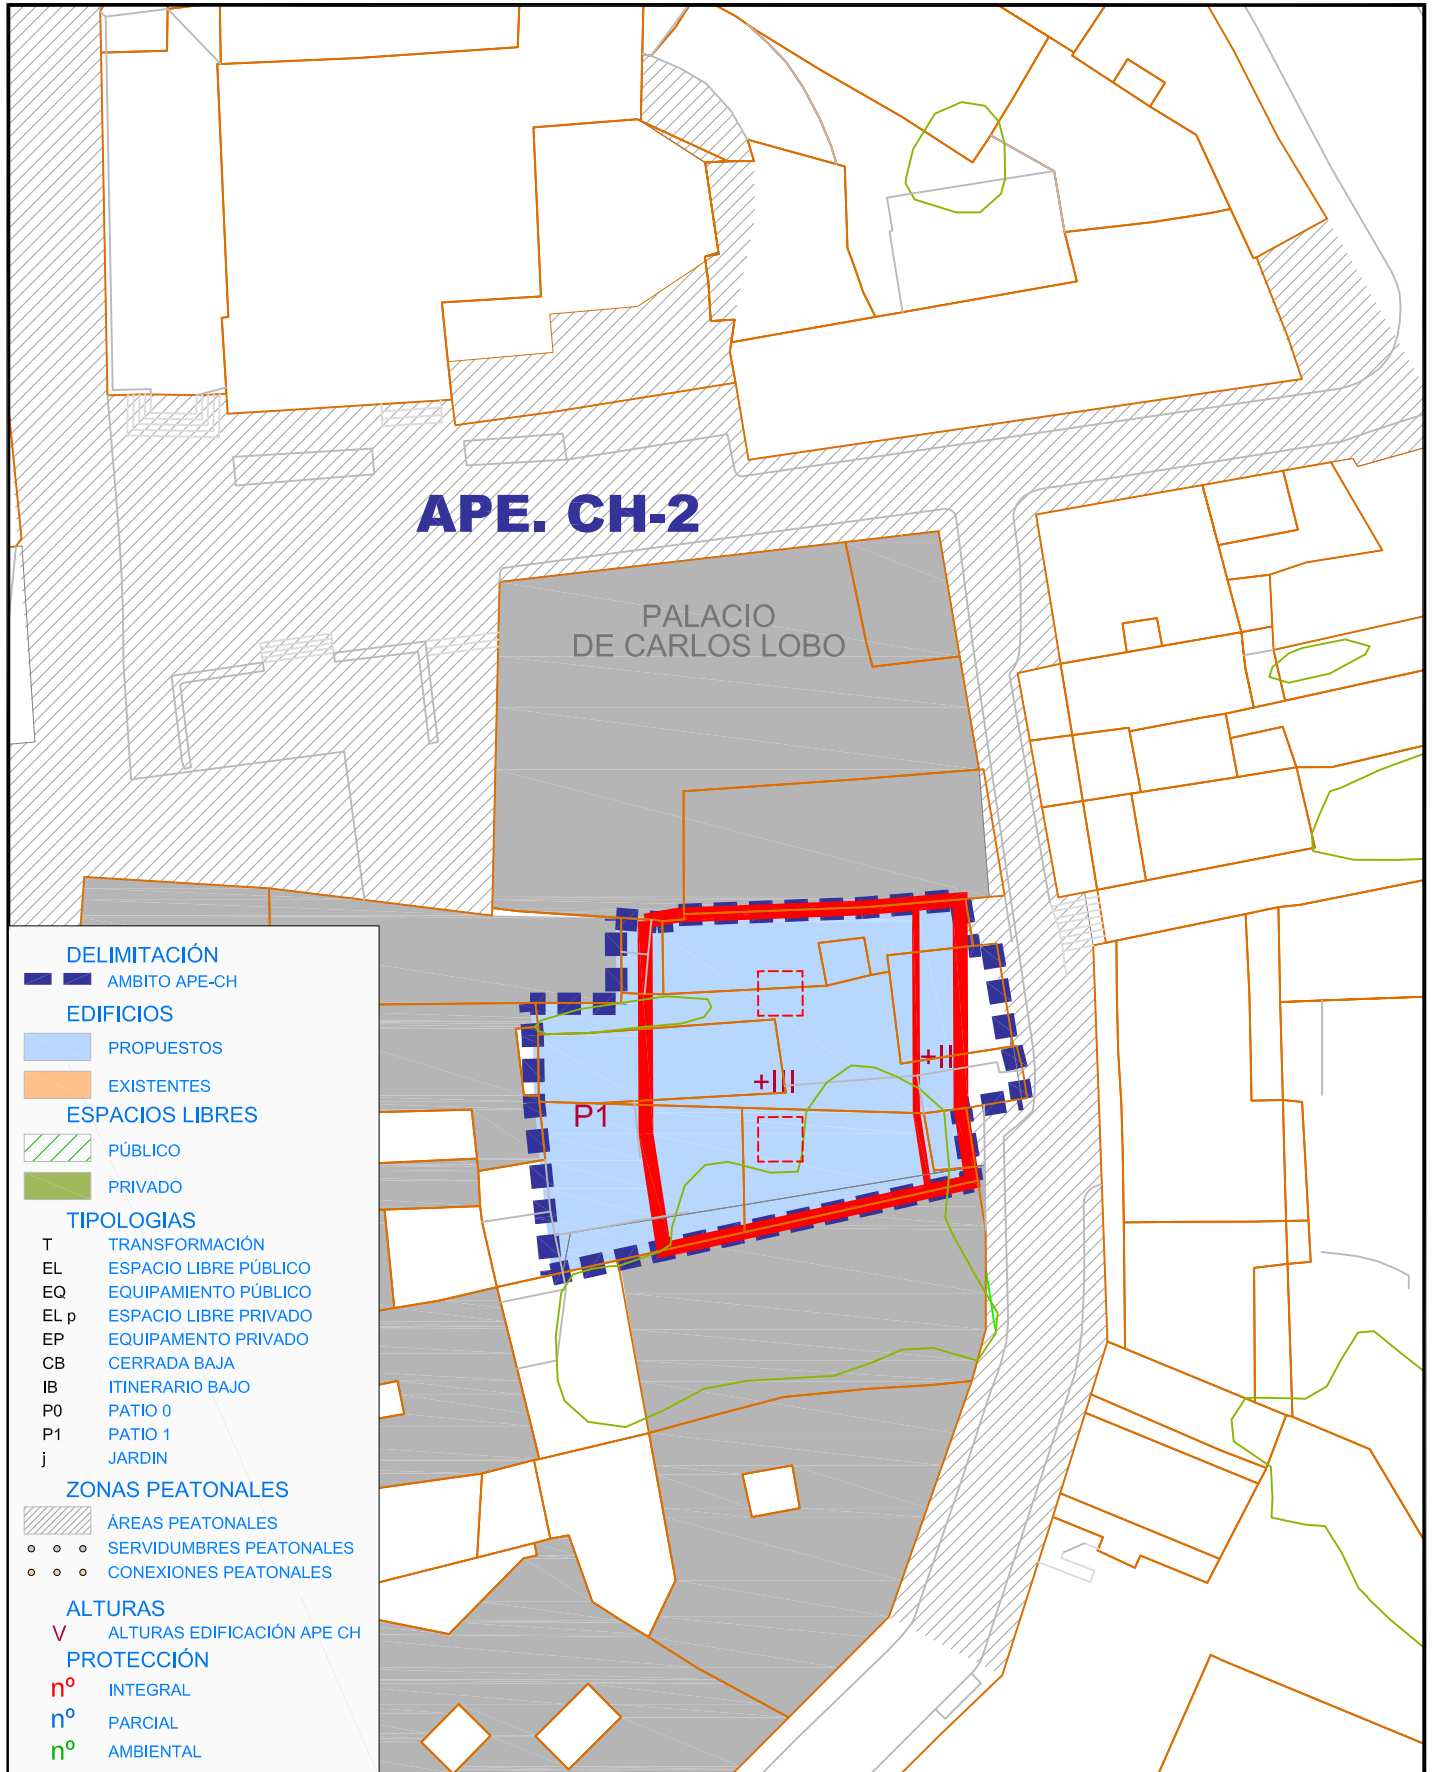 APE. CH-2
PALACIO
DE CARLOS LOBO
+II
+III
P1
DELIMITACIÓN
AMBITO APE-CH
EDIFICIOS
PROPUESTOS
EXISTENTES
ESPACIOS LIBRES
PÚBLICO
PRIVADO
TIPOLOGIAS
T TRANSFORMACIÓN
EL ESPACIO LIBRE PÚBLICO
EQ EQUIPAMIENTO PÚBLICO
EL p ESPACIO LIBRE PRIVADO
EP EQUIPAMENTO PRIVADO
CB CERRADA BAJA
IB ITINERARIO BAJO
P0 PATIO 0
P1 PATIO 1
j JARDIN
ZONAS PEATONALES
ÁREAS PEATONALES
SERVIDUMBRES PEATONALES
CONEXIONES PEATONALES
ALTURAS
V ALTURAS EDIFICACIÓN APE CH
PROTECCIÓN
nº INTEGRAL
nº PARCIAL
nº AMBIENTAL